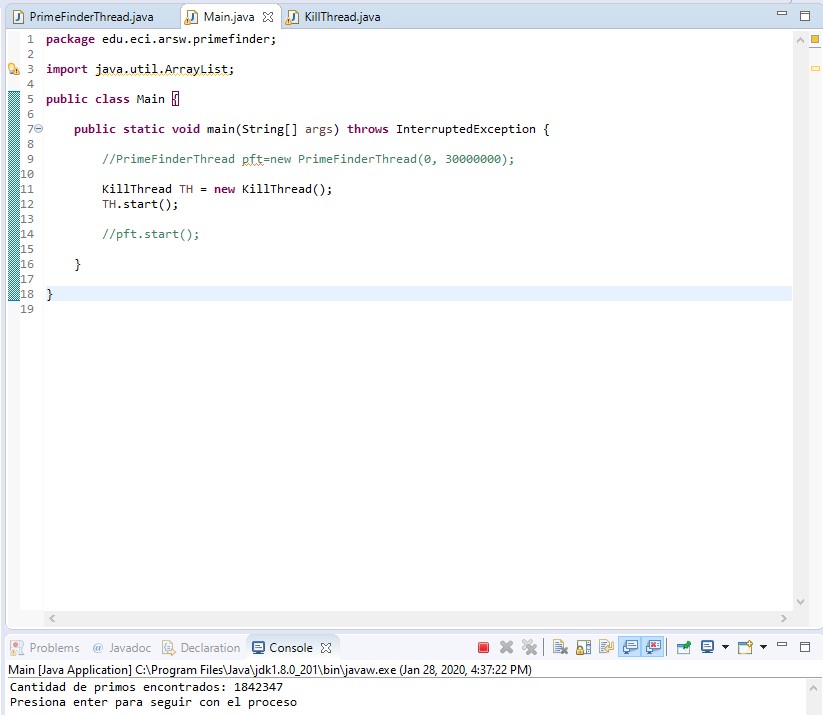 PrimeFinderThread.java Main.java KillThread.java
1 package edu.eci.arsw.primefinder;
2
3 import java.util.ArrayList;
4
5 public class Main {
6
7 public static void main(String[] args) throws InterruptedException {
8
9 //PrimeFinderThread pft=new PrimeFinderThread(0, 30000000);
10
11 KillThread TH = new KillThread();
12 TH.start();
13
14 //pft.start();
15
16 }
17
18 }
19
Problems @ Javadoc Declaration Console
Main [Java Application] C:\Program Files\Java\jdk1.8.0_201\bin\javaw.exe (Jan 28, 2020, 4:37:22 PM)
Cantidad de primos encontrados: 1842347
Presiona enter para seguir con el proceso